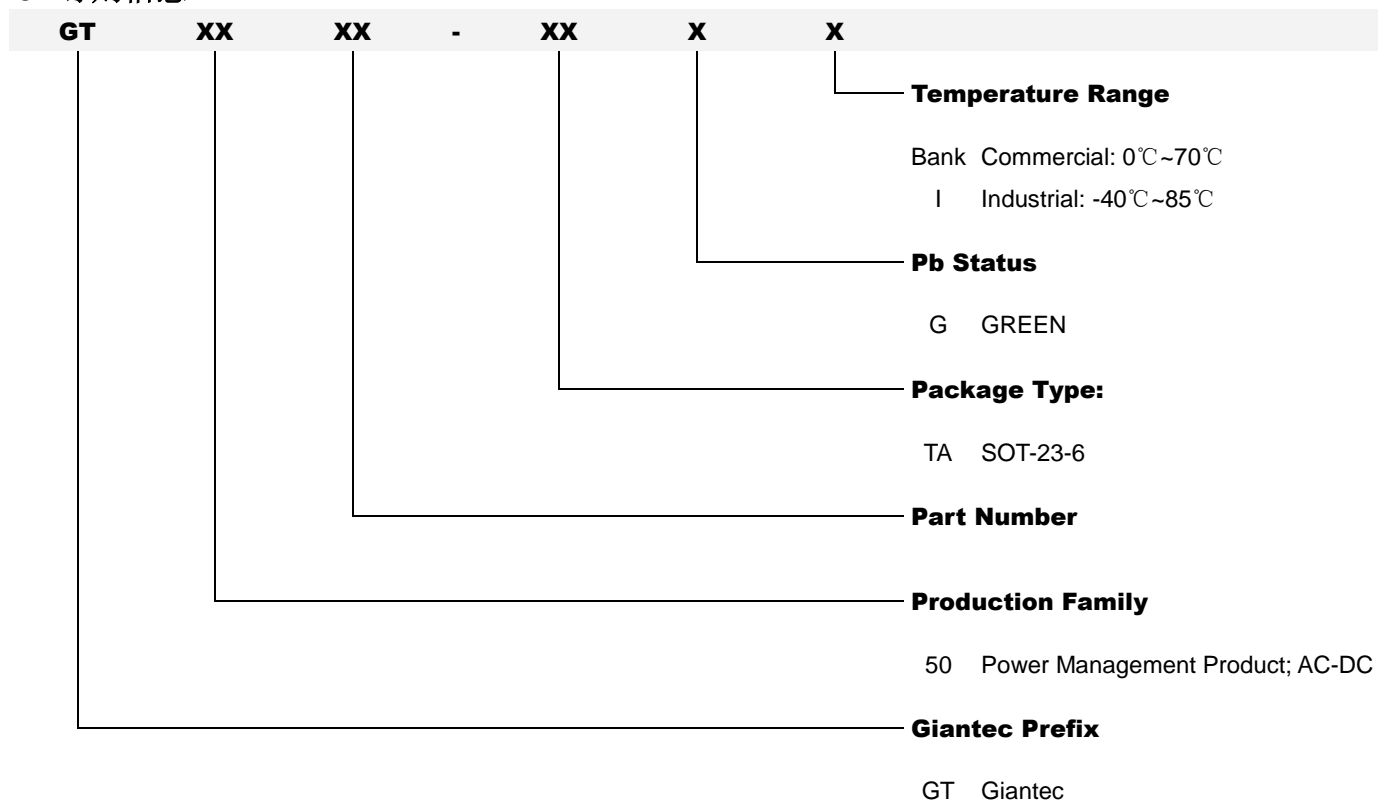 GT XX XX - XX X X
Temperature Range
Bank Commercial: 0℃~70℃
I Industrial: -40℃~85℃
Pb Status
G GREEN
Package Type:
TA SOT-23-6
Part Number
Production Family
50 Power Management Product; AC-DC
Giantec Prefix
GT Giantec